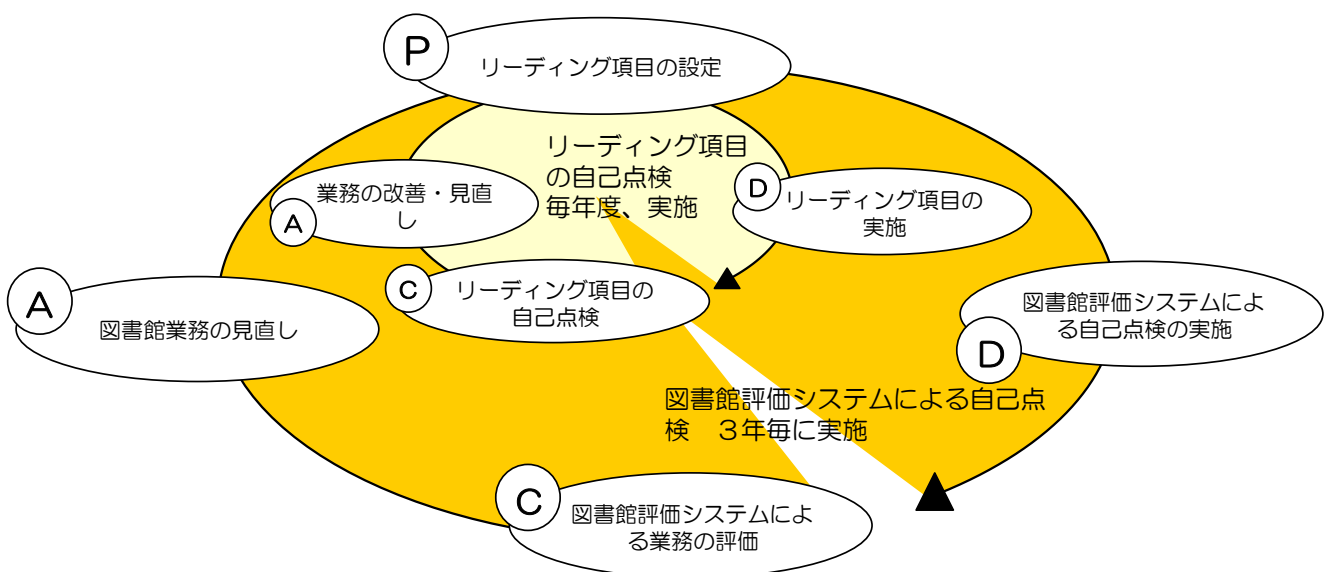 P
リーディング項目の設定
リーディング項目
の自己点検
毎年度、実施
業務の改善・見直
し
A
D
リーディング項目の
実施
C
リーディング項目の
自己点検
A
図書館業務の見直し
図書館評価システムによ
る自己点検の実施
D
図書館評価システムによる自己点
検　３年毎に実施
C
図書館評価システムによ
る業務の評価